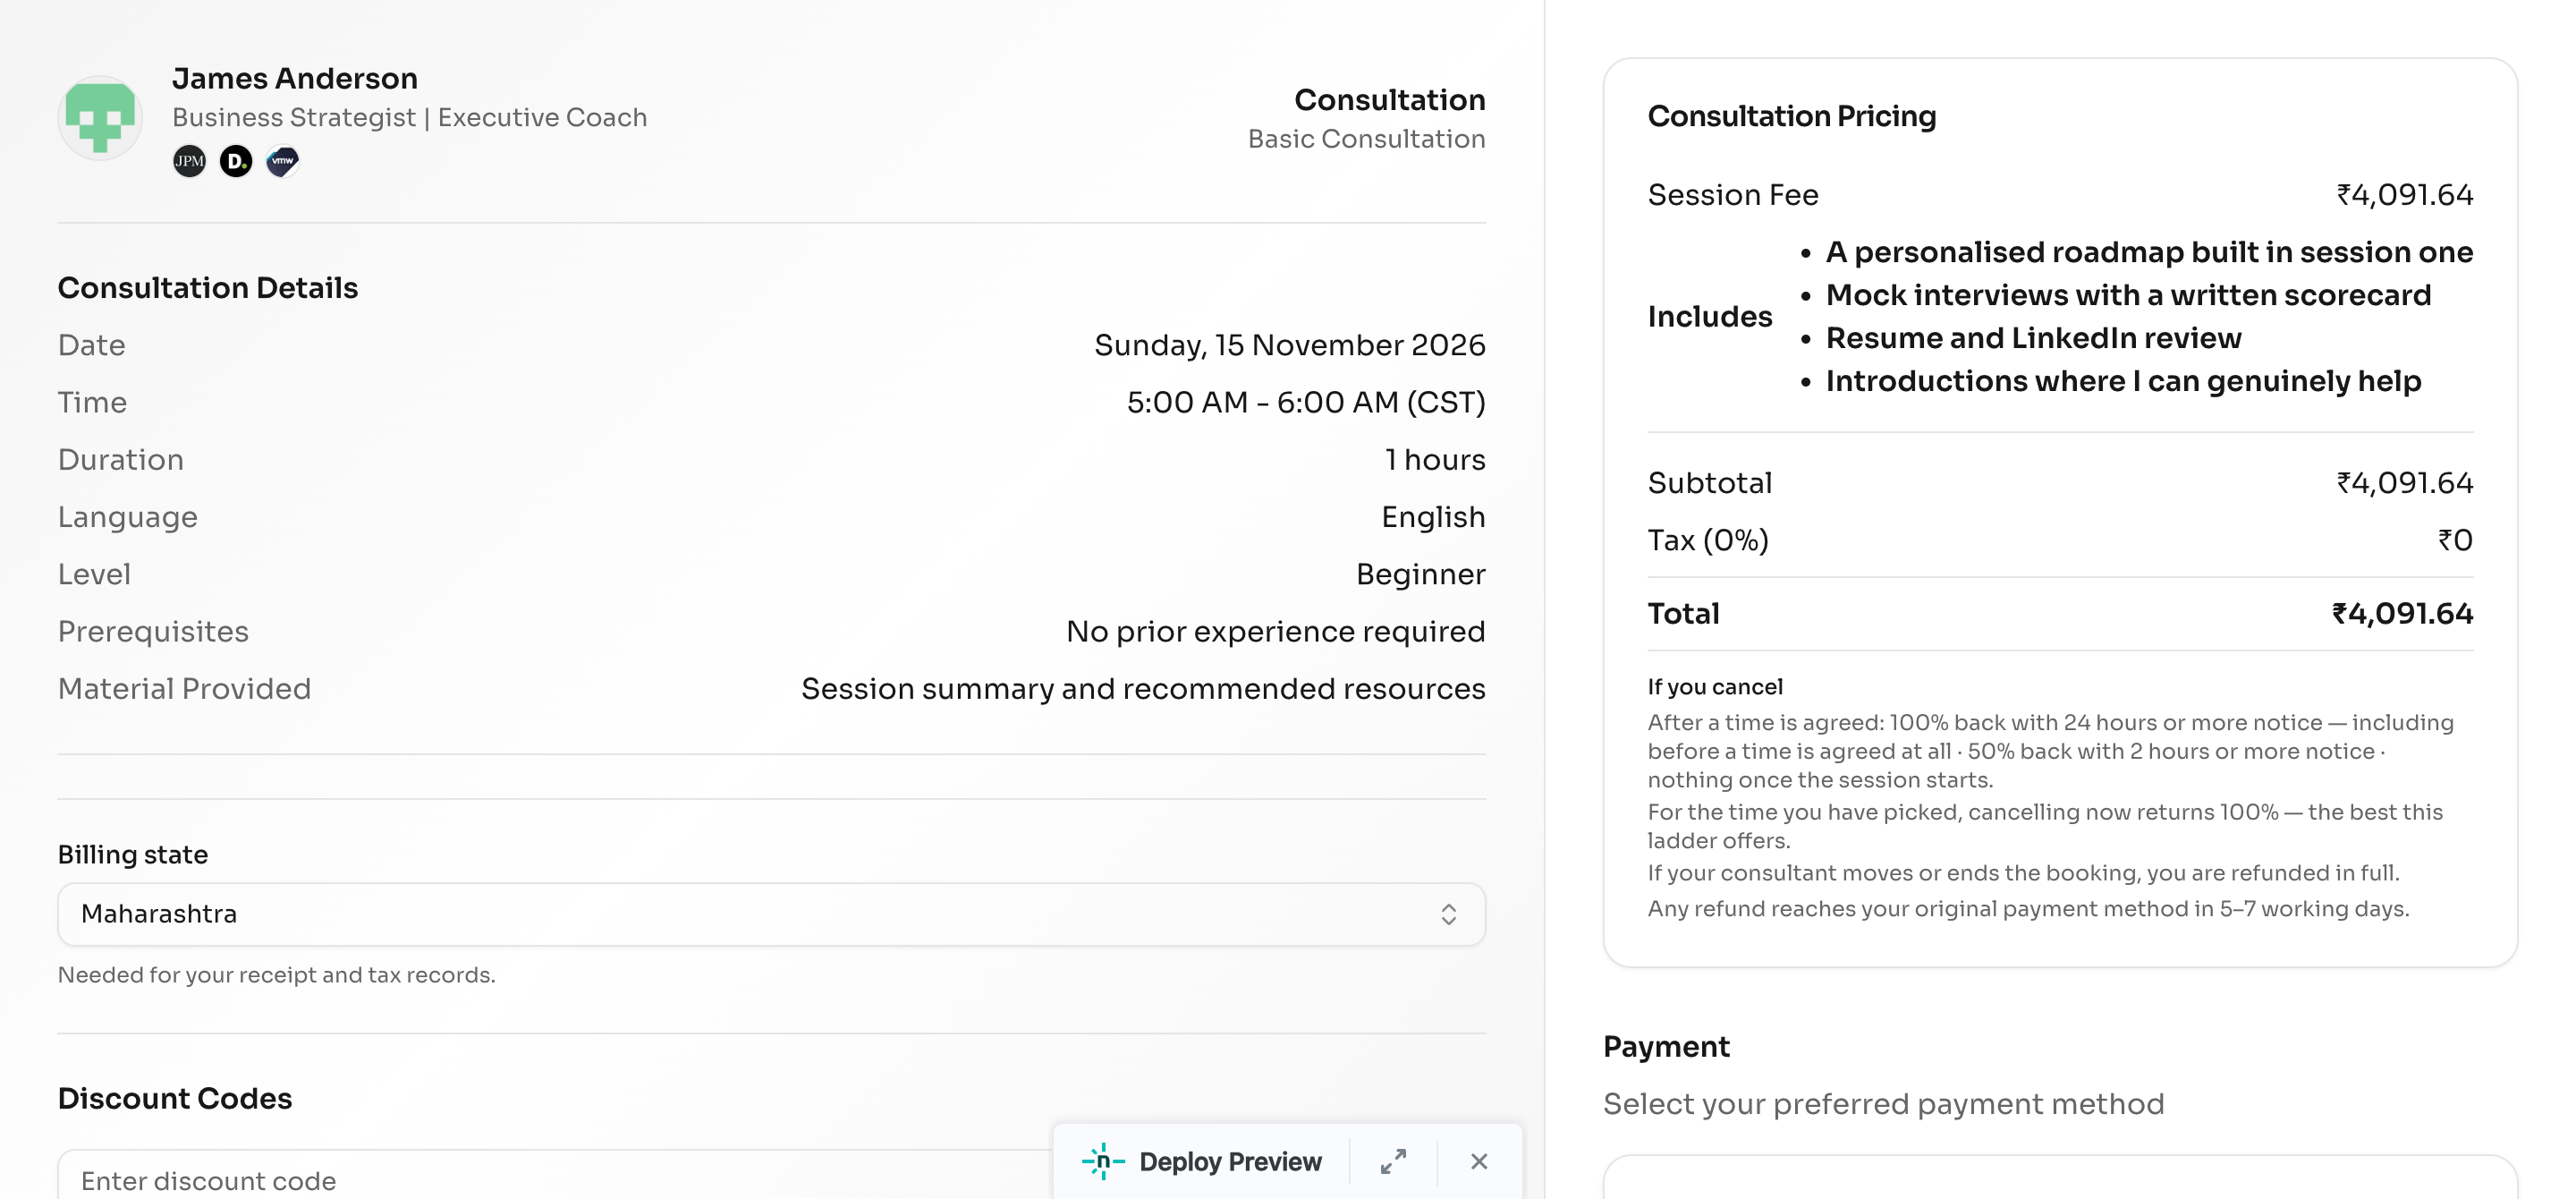 James Anderson
Business Strategist | Executive Coach
JPM D. vmw
Consultation
Basic Consultation
Consultation Details
Date Sunday, 15 November 2026
Time 5:00 AM - 6:00 AM (CST)
Duration 1 hours
Language English
Level Beginner
Prerequisites No prior experience required
Material Provided Session summary and recommended resources
Billing state
Maharashtra
Needed for your receipt and tax records.
Discount Codes
Enter discount code
Consultation Pricing
Session Fee ₹4,091.64
Includes
• A personalised roadmap built in session one
• Mock interviews with a written scorecard
• Resume and LinkedIn review
• Introductions where I can genuinely help
Subtotal ₹4,091.64
Tax (0%) ₹0
Total ₹4,091.64
If you cancel
After a time is agreed: 100% back with 24 hours or more notice — including
before a time is agreed at all · 50% back with 2 hours or more notice ·
nothing once the session starts.
For the time you have picked, cancelling now returns 100% — the best this
ladder offers.
If your consultant moves or ends the booking, you are refunded in full.
Any refund reaches your original payment method in 5–7 working days.
Payment
Select your preferred payment method
n Deploy Preview